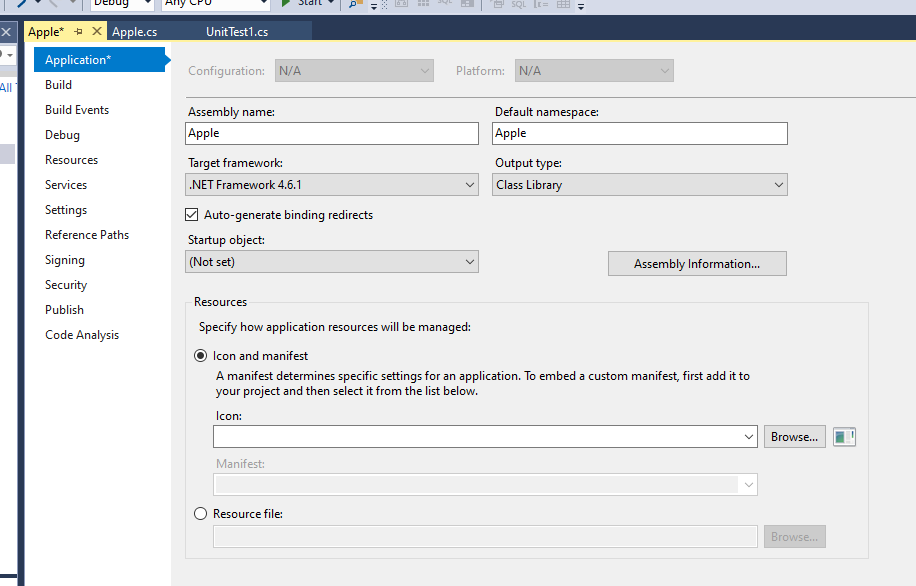 Debug Any CPU Start
Apple* Apple.cs UnitTest1.cs
All
Application*
Build
Build Events
Debug
Resources
Services
Settings
Reference Paths
Signing
Security
Publish
Code Analysis
Configuration: N/A Platform: N/A
Assembly name: Default namespace:
Apple Apple
Target framework: Output type:
.NET Framework 4.6.1 Class Library
Auto-generate binding redirects
Startup object:
(Not set) Assembly Information...
Resources
Specify how application resources will be managed:
Icon and manifest
A manifest determines specific settings for an application. To embed a custom manifest, first add it to
your project and then select it from the list below.
Icon:
Browse...
Manifest:
Resource file:
Browse...